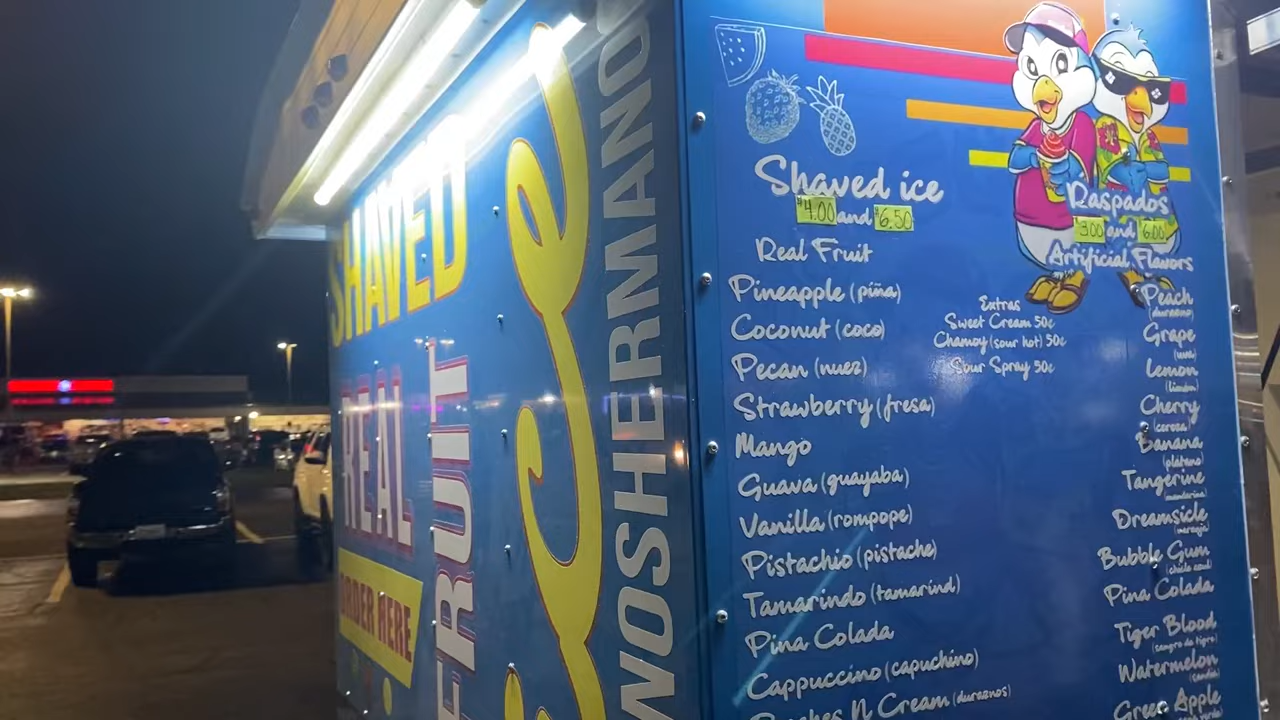 SHAVED
Ice
REAL
FRUIT
ORDER HERE
WOSHERMANO
Shaved ice
$4.00 and $6.50
Real Fruit
Pineapple (piña)
Coconut (coco)
Pecan (nuez)
Strawberry (fresa)
Mango
Guava (guayaba)
Vanilla (rompope)
Pistachio (pistache)
Tamarindo (tamarind)
Pina Colada
Cappuccino (capuchino)
Peaches N Cream (duraznos)
Extras
Sweet Cream 50¢
Chamoy (sour hot) 50¢
Sour Spray 50¢
Raspados
$3.00 and 6.00
Artificial Flavors
Peach
(durazno)
Grape
(uva)
Lemon
(limón)
Cherry
(cereza)
Banana
(plátano)
Tangerine
(mandarina)
Dreamsicle
(naranja)
Bubble Gum
(chicle azul)
Pina Colada
Tiger Blood
(sangre de tigre)
Watermelon
(sandia)
Green Apple